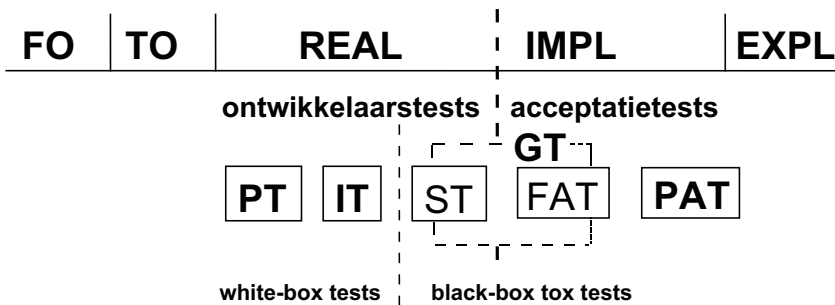 FO TO REAL IMPL EXPL
ontwikkelaarstests acceptatietests
GT
PT IT ST FAT PAT
white-box tests black-box tox tests